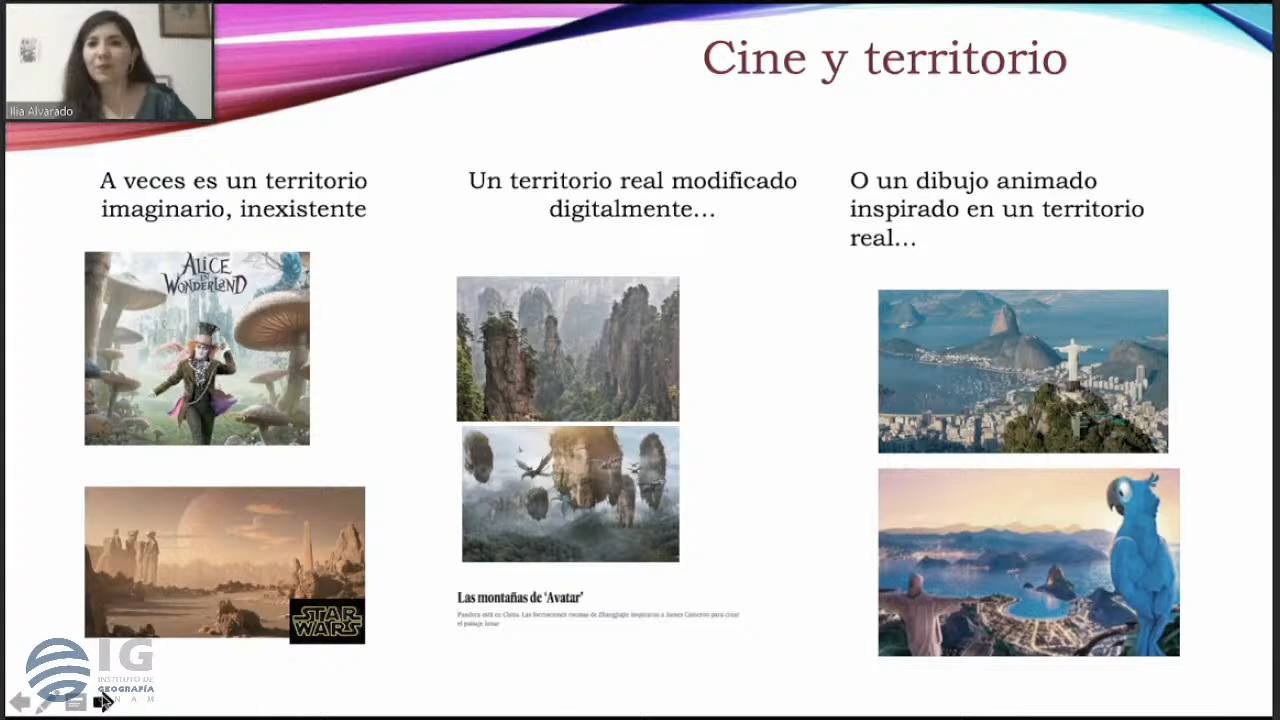 Ilia Alvarado
Cine y territorio
A veces es un territorio
imaginario, inexistente
Un territorio real modificado
digitalmente...
O un dibujo animado
inspirado en un territorio
real...
ALICE
IN
WONDERLAND
STAR
WARS
Las montañas de 'Avatar'
Pandora está en China. Las formaciones rocosas de Zhangjiajie inspiraron a James Cameron para crear
el paisaje lunar
IG
INSTITUTO DE
GEOGRAFÍA
U N A M